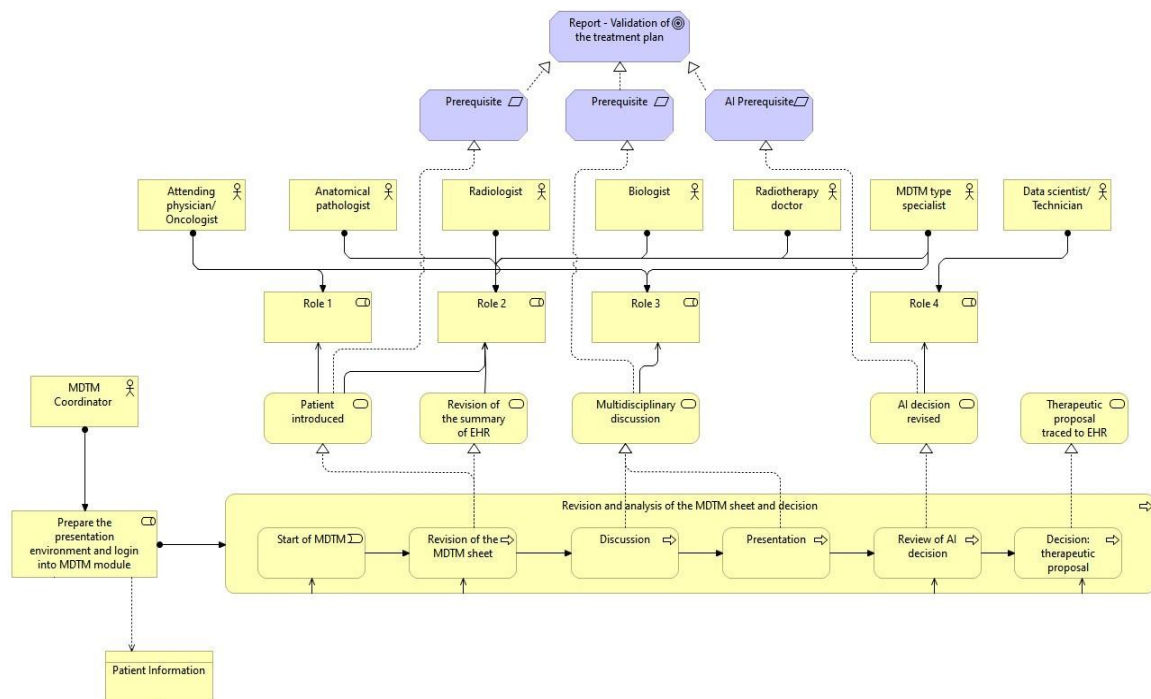 Report - Validation of
the treatment plan
Prerequisite
Prerequisite
AI Prerequisite
Attending
physician/
Oncologist
Anatomical
pathologist
Radiologist
Biologist
Radiotherapy
doctor
MDTM type
specialist
Data scientist/
Technician
Role 1
Role 2
Role 3
Role 4
MDTM
Coordinator
Patient
introduced
Revision of
the summary
of EHR
Multidisciplinary
discussion
AI decision
revised
Therapeutic
proposal
traced to EHR
Prepare the
presentation
environment and login
into MDTM module
Revision and analysis of the MDTM sheet and decision
Start of MDTM
Revision of the
MDTM sheet
Discussion
Presentation
Review of AI
decision
Decision:
therapeutic
proposal
Patient Information